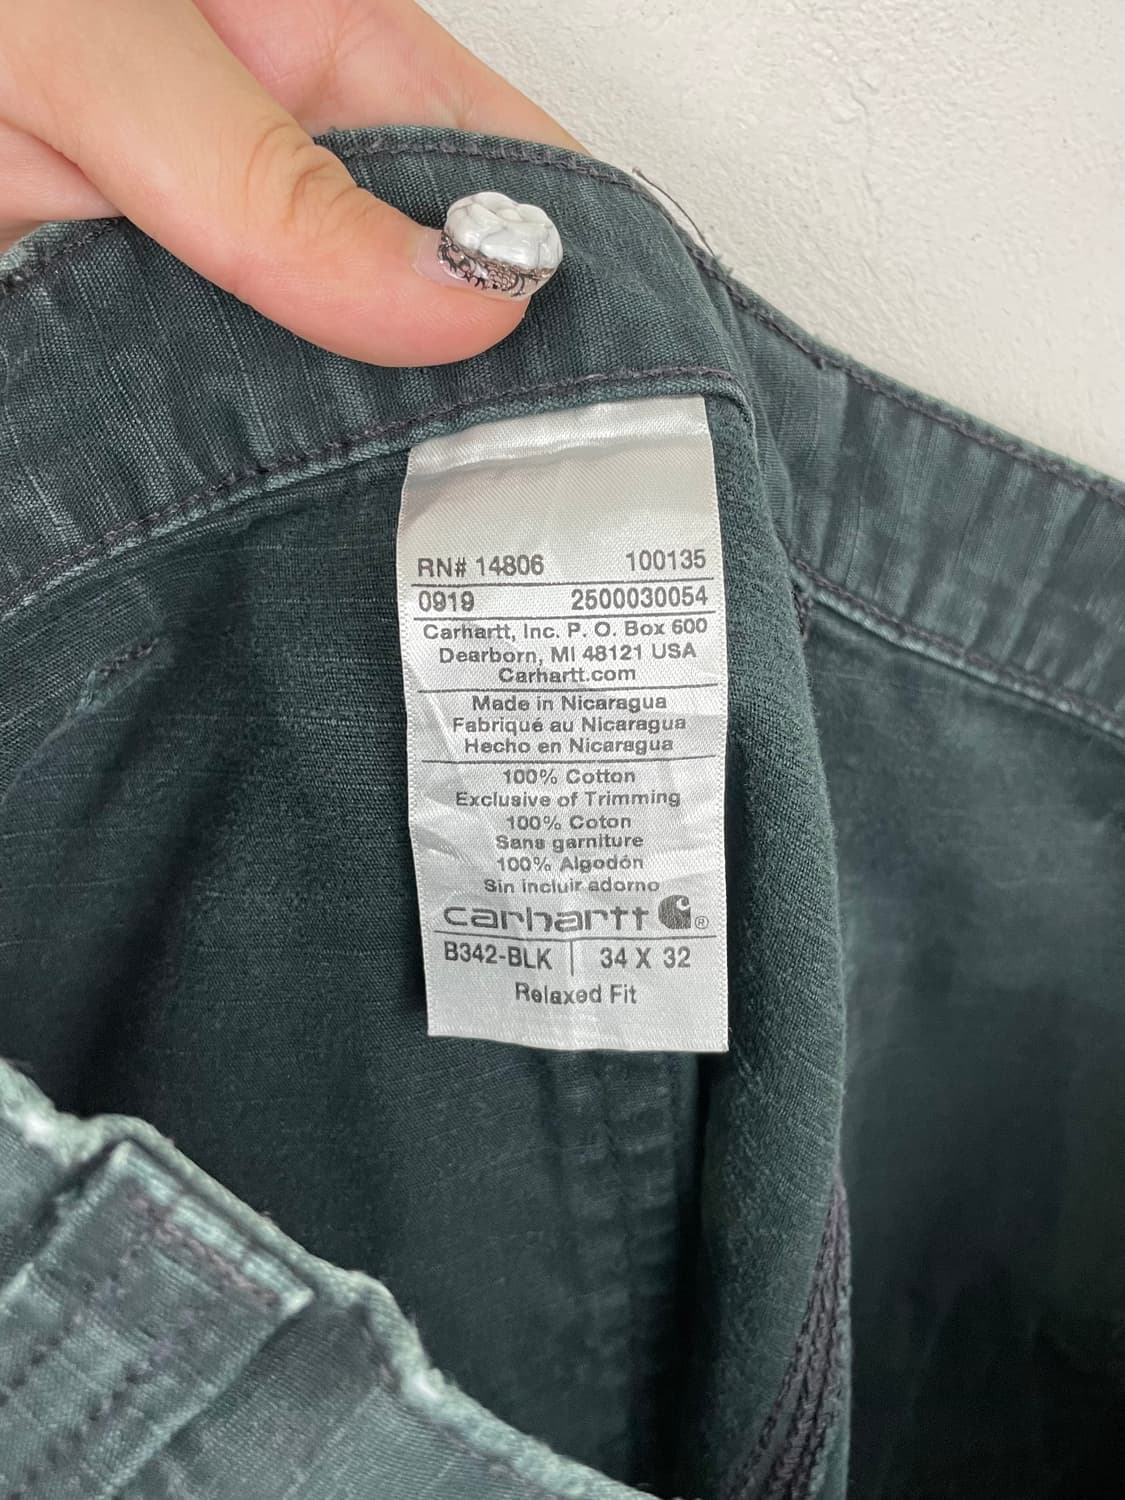 RN# 14806 100135
0919 2500030054
Carhartt, Inc. P. O. Box 600
Dearborn, MI 48121 USA
Carhartt.com
Made in Nicaragua
Fabriqué au Nicaragua
Hecho en Nicaragua
100% Cotton
Exclusive of Trimming
100% Coton
Sans garniture
100% Algodón
Sin incluir adorno
carhartt ®
B342-BLK | 34 X 32
Relaxed Fit